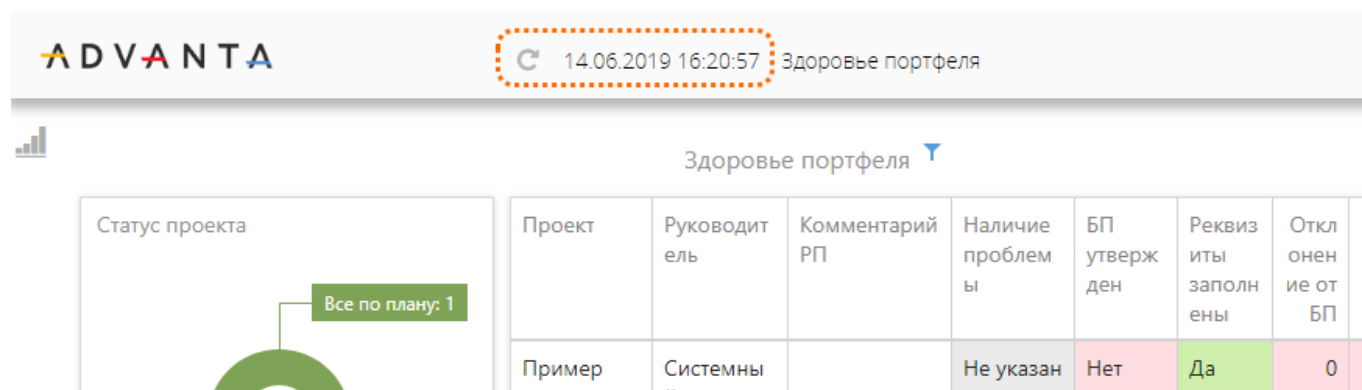 ADVANTA
14.06.2019 16:20:57 Здоровье портфеля
Здоровье портфеля
Статус проекта
Все по плану: 1
Проект Руководит Комментарий Наличие БП Реквиз Откл
ель РП проблем утверж иты онен
ы ден заполн ие от
ены БП
Пример Системны Не указан Нет Да 0